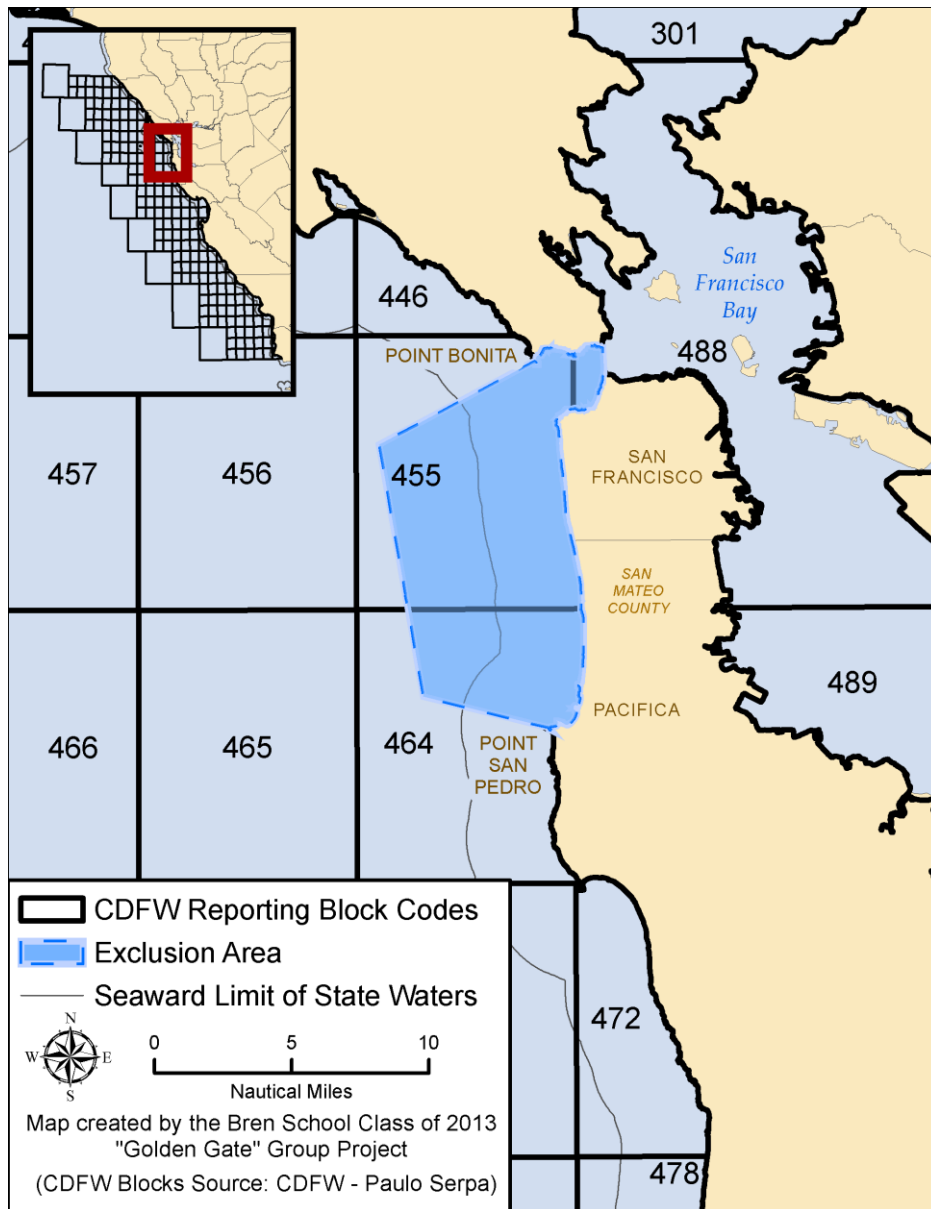 301
San
Francisco
Bay
446
POINT BONITA
488
457
456
455
SAN
FRANCISCO
SAN
MATEO
COUNTY
489
466
465
464
PACIFICA
POINT
SAN
PEDRO
CDFW Reporting Block Codes
Exclusion Area
Seaward Limit of State Waters
N
W E
S
0 5 10
Nautical Miles
472
Map created by the Bren School Class of 2013
"Golden Gate" Group Project
(CDFW Blocks Source: CDFW - Paulo Serpa)
478